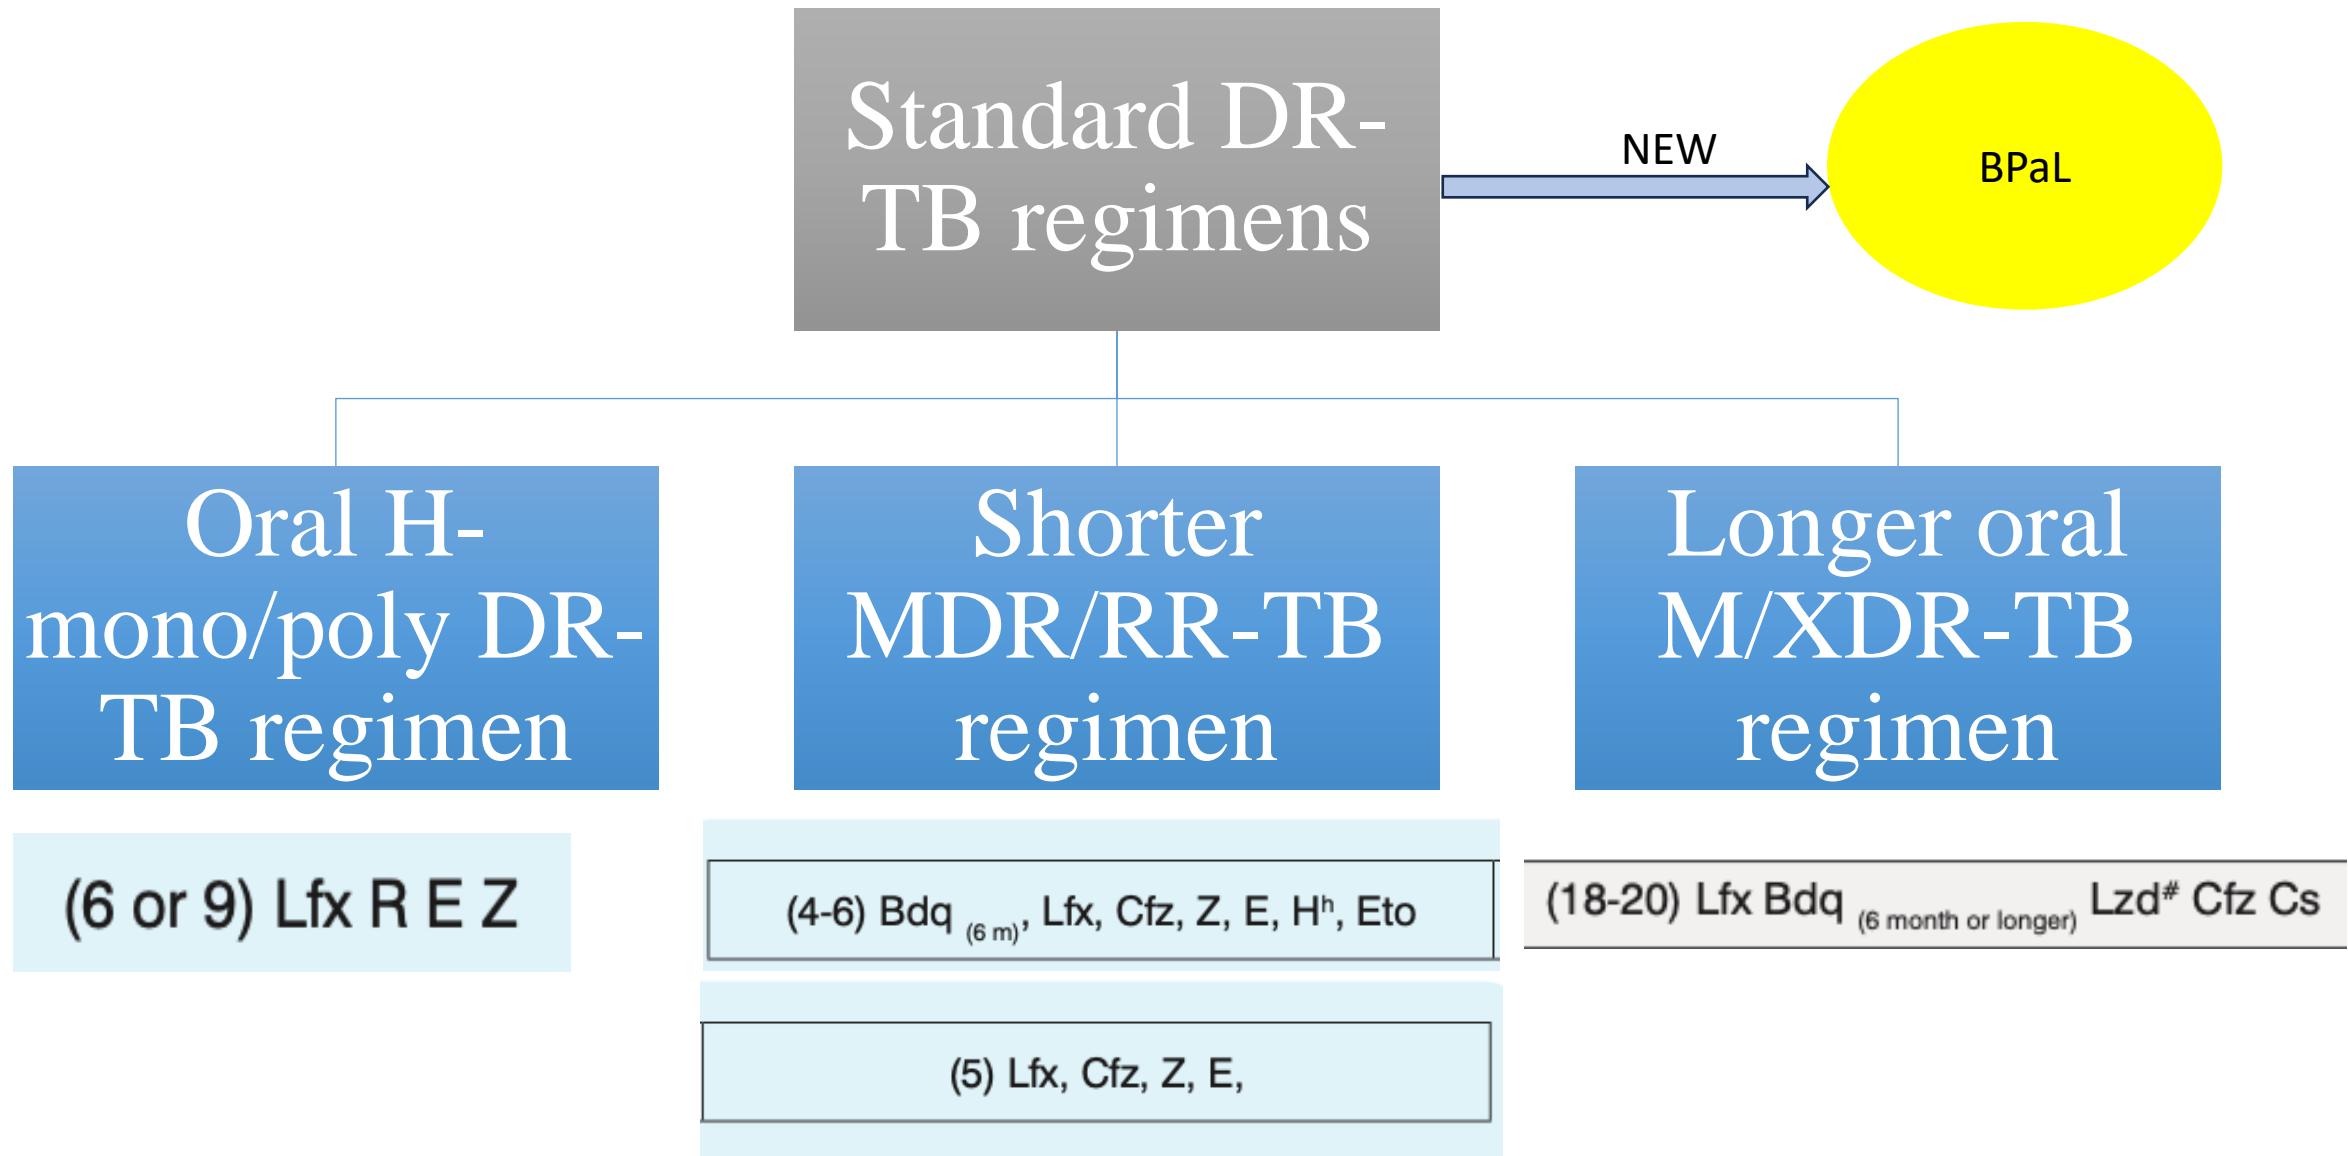 Standard DR-
TB regimens
NEW
BPaL
Oral H-
mono/poly DR-
TB regimen
Shorter
MDR/RR-TB
regimen
Longer oral
M/XDR-TB
regimen
(6 or 9) Lfx R E Z
(4-6) Bdq (6 m), Lfx, Cfz, Z, E, Hʰ, Eto
(5) Lfx, Cfz, Z, E,
(18-20) Lfx Bdq (6 month or longer) Lzd# Cfz Cs